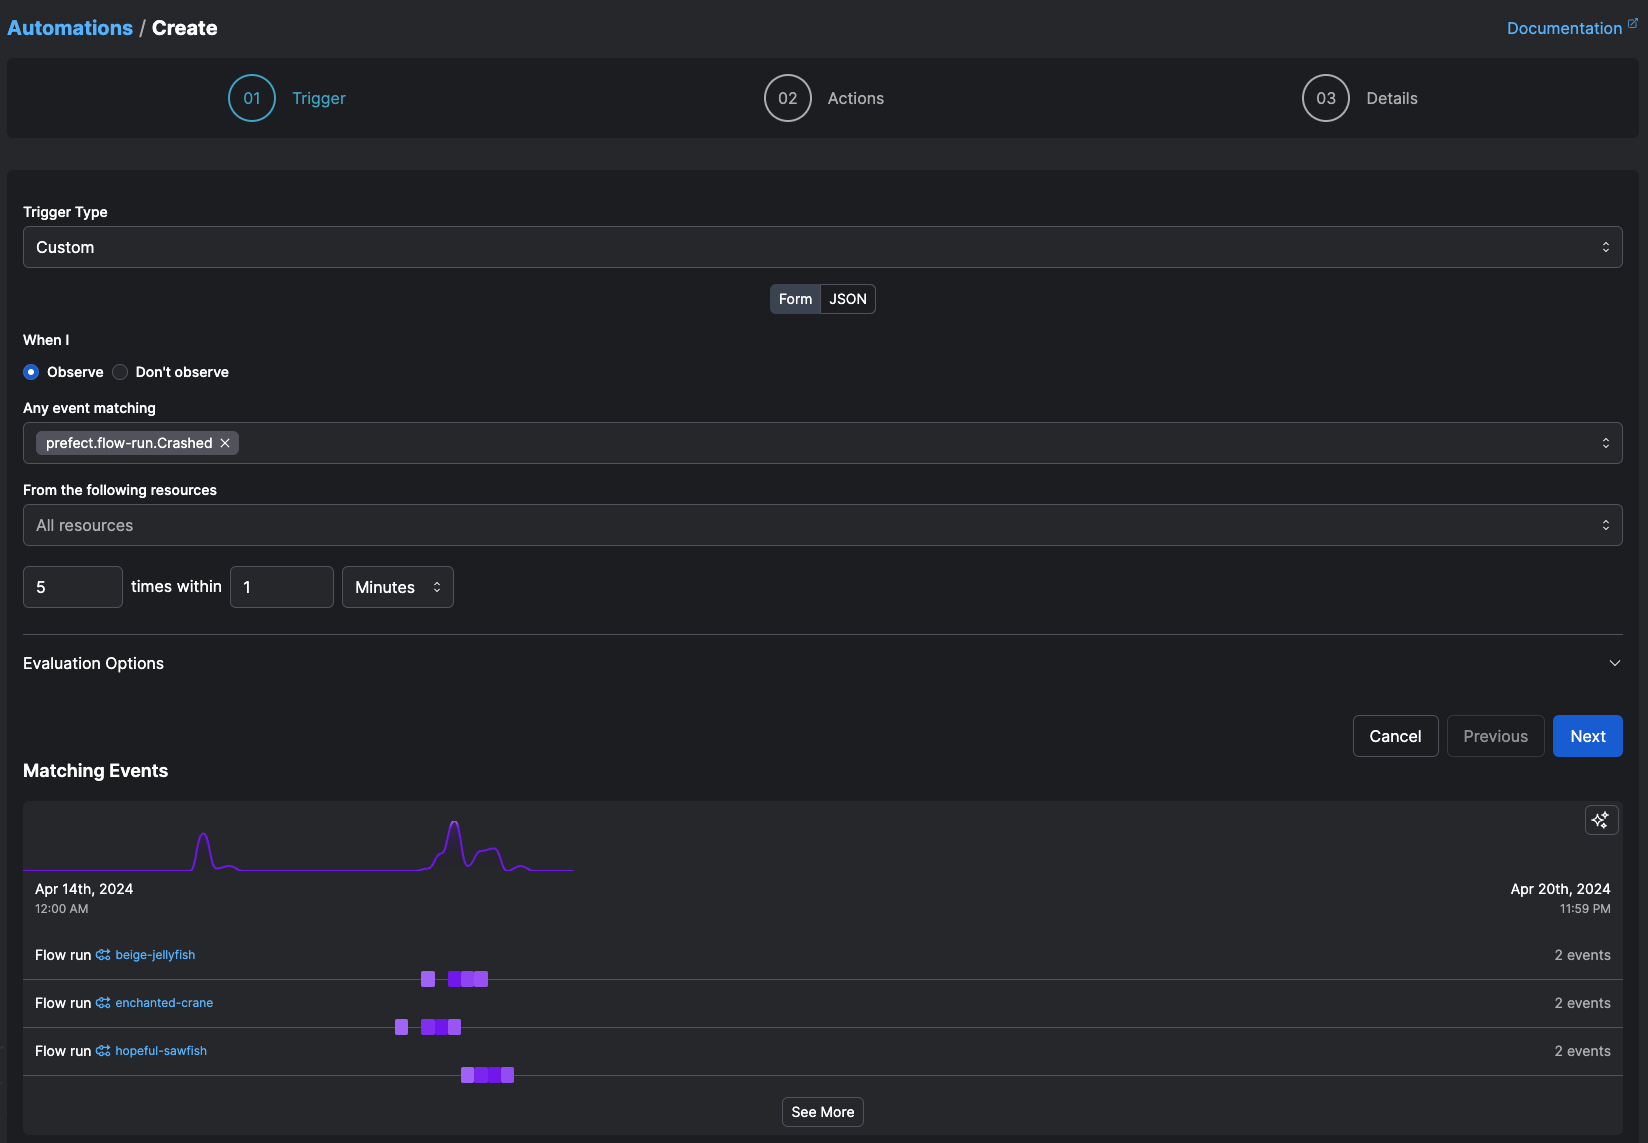 Automations / Create
Documentation
01 Trigger
02 Actions
03 Details
Trigger Type
Custom
Form JSON
When I
Observe Don't observe
Any event matching
prefect.flow-run.Crashed
From the following resources
All resources
5 times within 1 Minutes
Evaluation Options
Cancel Previous Next
Matching Events
Apr 14th, 2024 Apr 20th, 2024
12:00 AM 11:59 PM
Flow run beige-jellyfish 2 events
Flow run enchanted-crane 2 events
Flow run hopeful-sawfish 2 events
See More